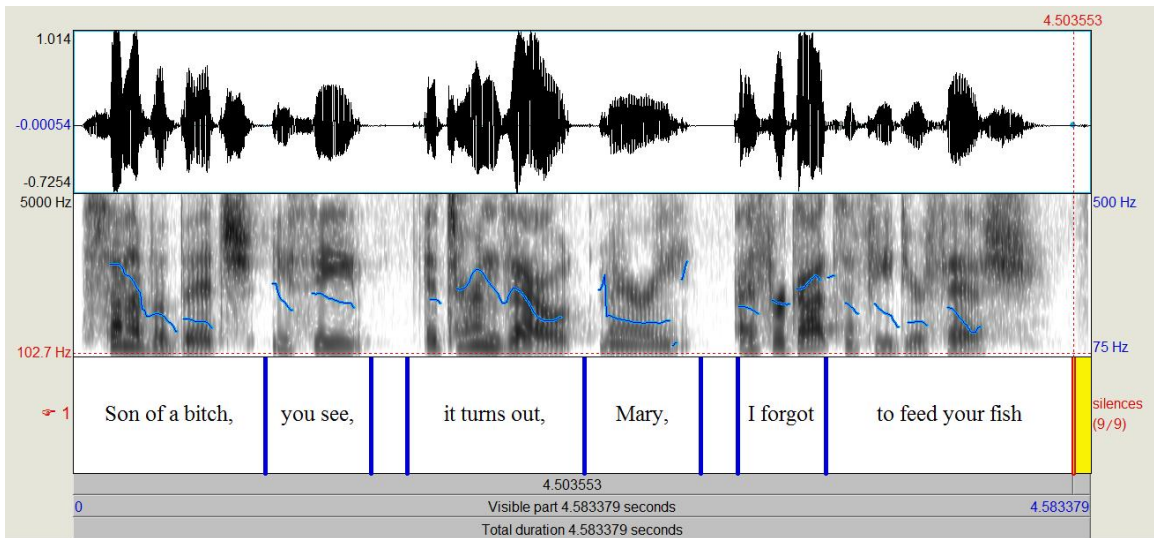 4.503553
1.014
-0.00054
-0.7254
5000 Hz
500 Hz
102.7 Hz
75 Hz
1
Son of a bitch,
you see,
it turns out,
Mary,
I forgot
to feed your fish
silences
(9/9)
4.503553
0
Visible part 4.583379 seconds
4.583379
Total duration 4.583379 seconds